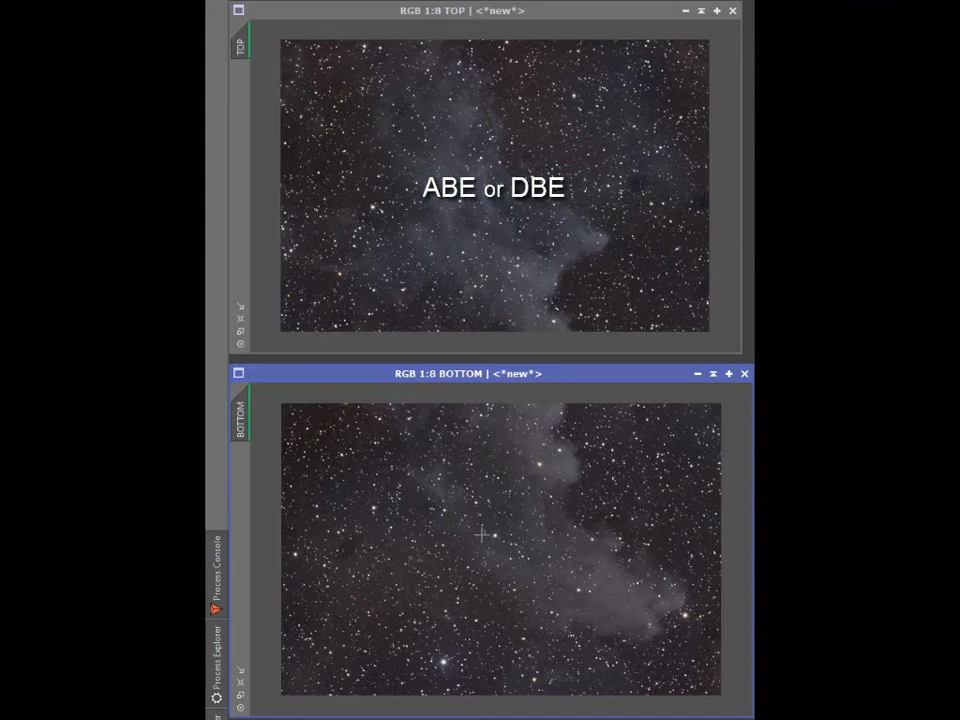 RGB 1:8 TOP | <*new*>
TOP
ABE or DBE
RGB 1:8 BOTTOM | <*new*>
BOTTOM
Process Console
Process Explorer